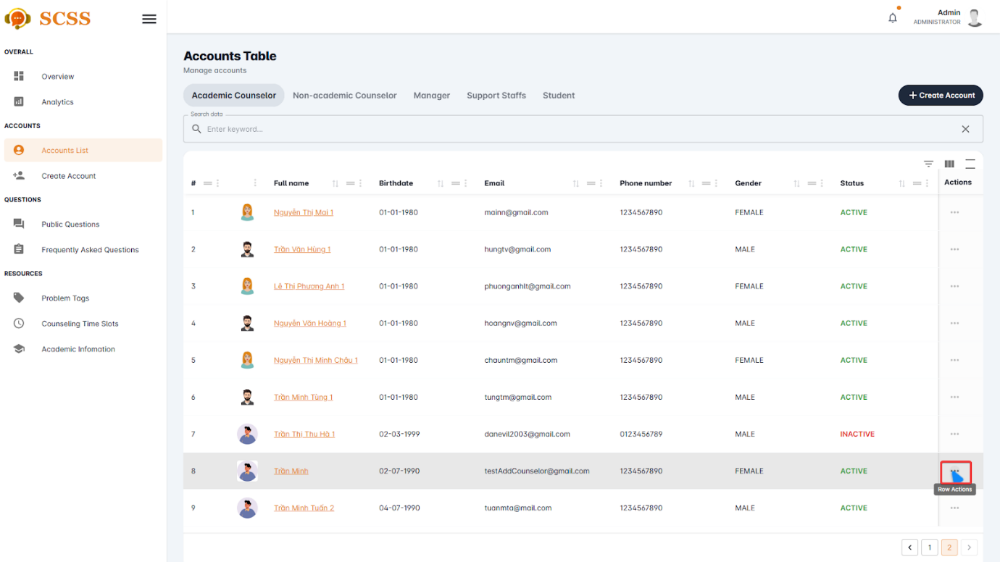 SCSS
Admin
ADMINISTRATOR
OVERALL
Overview
Analytics
ACCOUNTS
Accounts List
Create Account
QUESTIONS
Public Questions
Frequently Asked Questions
RESOURCES
Problem Tags
Counseling Time Slots
Academic Infomation
Accounts Table
Manage accounts
Academic Counselor Non-academic Counselor Manager Support Staffs Student
+ Create Account
Search data
Enter keyword...
# Full name Birthdate Email Phone number Gender Status Actions
1 Nguyễn Thị Mai 1 01-01-1980 mainn@gmail.com 1234567890 FEMALE ACTIVE
2 Trần Văn Hùng 1 01-01-1980 hungtv@gmail.com 1234567890 MALE ACTIVE
3 Lê Thị Phương Anh 1 01-01-1980 phuonganhlt@gmail.com 1234567890 FEMALE ACTIVE
4 Nguyễn Văn Hoàng 1 01-01-1980 hoangnv@gmail.com 1234567890 MALE ACTIVE
5 Nguyễn Thị Minh Châu 1 01-01-1980 chauntm@gmail.com 1234567890 FEMALE ACTIVE
6 Trần Minh Tùng 1 01-01-1980 tungtm@gmail.com 1234567890 MALE ACTIVE
7 Trần Thị Thu Hà 1 02-03-1999 danevil2003@gmail.com 0123456789 MALE INACTIVE
8 Trần Minh 02-07-1990 testAddCounselor@gmail.com 1234567890 FEMALE ACTIVE
Row Actions
9 Trần Minh Tuấn 2 04-07-1990 tuanmta@mail.com 1234567890 MALE ACTIVE
1 2